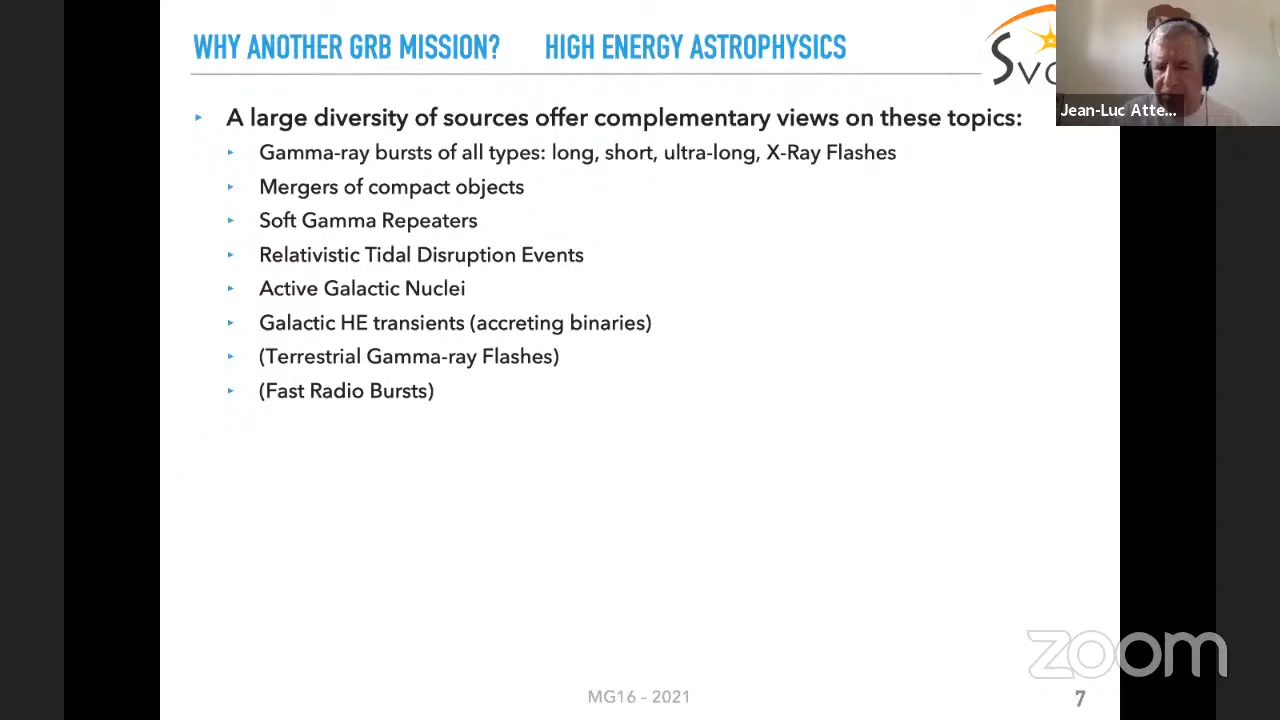 WHY ANOTHER GRB MISSION? HIGH ENERGY ASTROPHYSICS
Jean-Luc Atte...
A large diversity of sources offer complementary views on these topics:
Gamma-ray bursts of all types: long, short, ultra-long, X-Ray Flashes
Mergers of compact objects
Soft Gamma Repeaters
Relativistic Tidal Disruption Events
Active Galactic Nuclei
Galactic HE transients (accreting binaries)
(Terrestrial Gamma-ray Flashes)
(Fast Radio Bursts)
zoom
MG16 - 2021
7